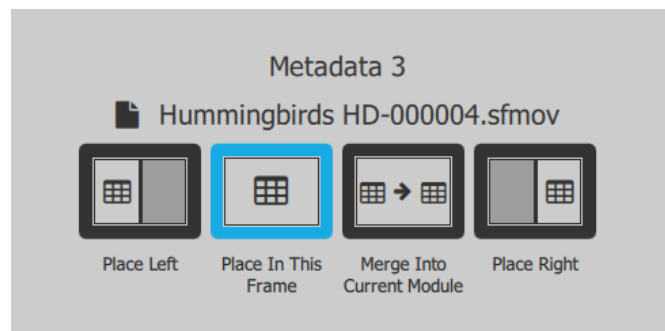 Metadata 3
Hummingbirds HD-000004.sfmov
Place Left
Place In This
Frame
Merge Into
Current Module
Place Right